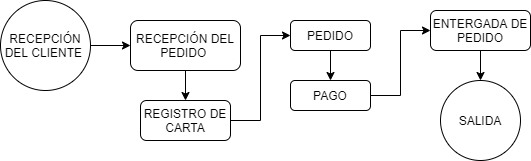 RECEPCIÓN
DEL CLIENTE
RECEPCIÓN DEL
PEDIDO
REGISTRO DE
CARTA
PEDIDO
PAGO
ENTERGADA DE
PEDIDO
SALIDA